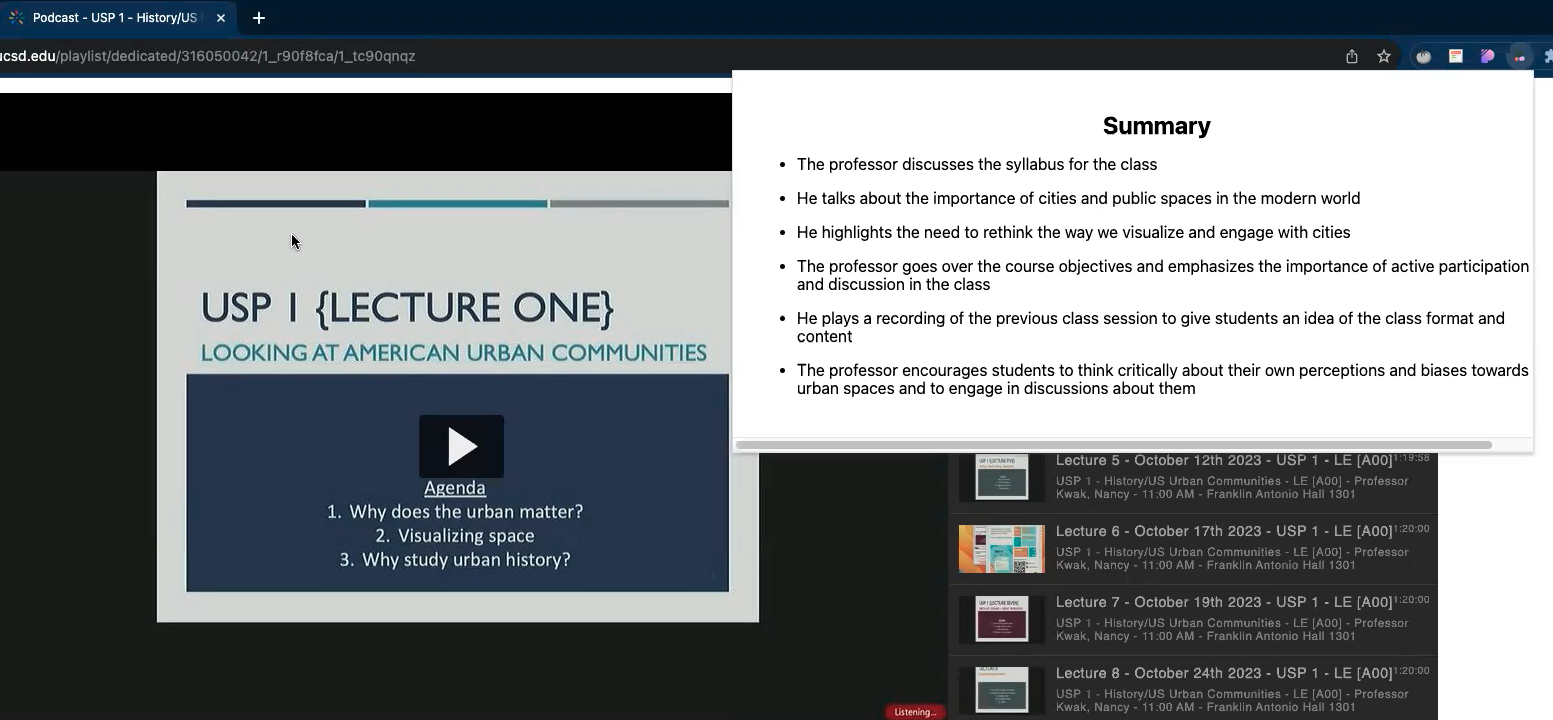 Podcast - USP 1 - History/US
ucsd.edu/playlist/dedicated/316050042/1_r90f8fca/1_tc90qnqz
Summary
• The professor discusses the syllabus for the class
• He talks about the importance of cities and public spaces in the modern world
• He highlights the need to rethink the way we visualize and engage with cities
• The professor goes over the course objectives and emphasizes the importance of active participation
and discussion in the class
• He plays a recording of the previous class session to give students an idea of the class format and
content
• The professor encourages students to think critically about their own perceptions and biases towards
urban spaces and to engage in discussions about them
USP 1 {LECTURE ONE}
LOOKING AT AMERICAN URBAN COMMUNITIES
Agenda
1. Why does the urban matter?
2. Visualizing space
3. Why study urban history?
Lecture 5 - October 12th 2023 - USP 1 - LE [A00] 1:19:58
USP 1 - History/US Urban Communities - LE [A00] - Professor
Kwak, Nancy - 11:00 AM - Franklin Antonio Hall 1301
Lecture 6 - October 17th 2023 - USP 1 - LE [A00] 1:20:00
USP 1 - History/US Urban Communities - LE [A00] - Professor
Kwak, Nancy - 11:00 AM - Franklin Antonio Hall 1301
Lecture 7 - October 19th 2023 - USP 1 - LE [A00] 1:20:00
USP 1 - History/US Urban Communities - LE [A00] - Professor
Kwak, Nancy - 11:00 AM - Franklin Antonio Hall 1301
Lecture 8 - October 24th 2023 - USP 1 - LE [A00] 1:20:00
USP 1 - History/US Urban Communities - LE [A00] - Professor
Kwak, Nancy - 11:00 AM - Franklin Antonio Hall 1301
Listening...